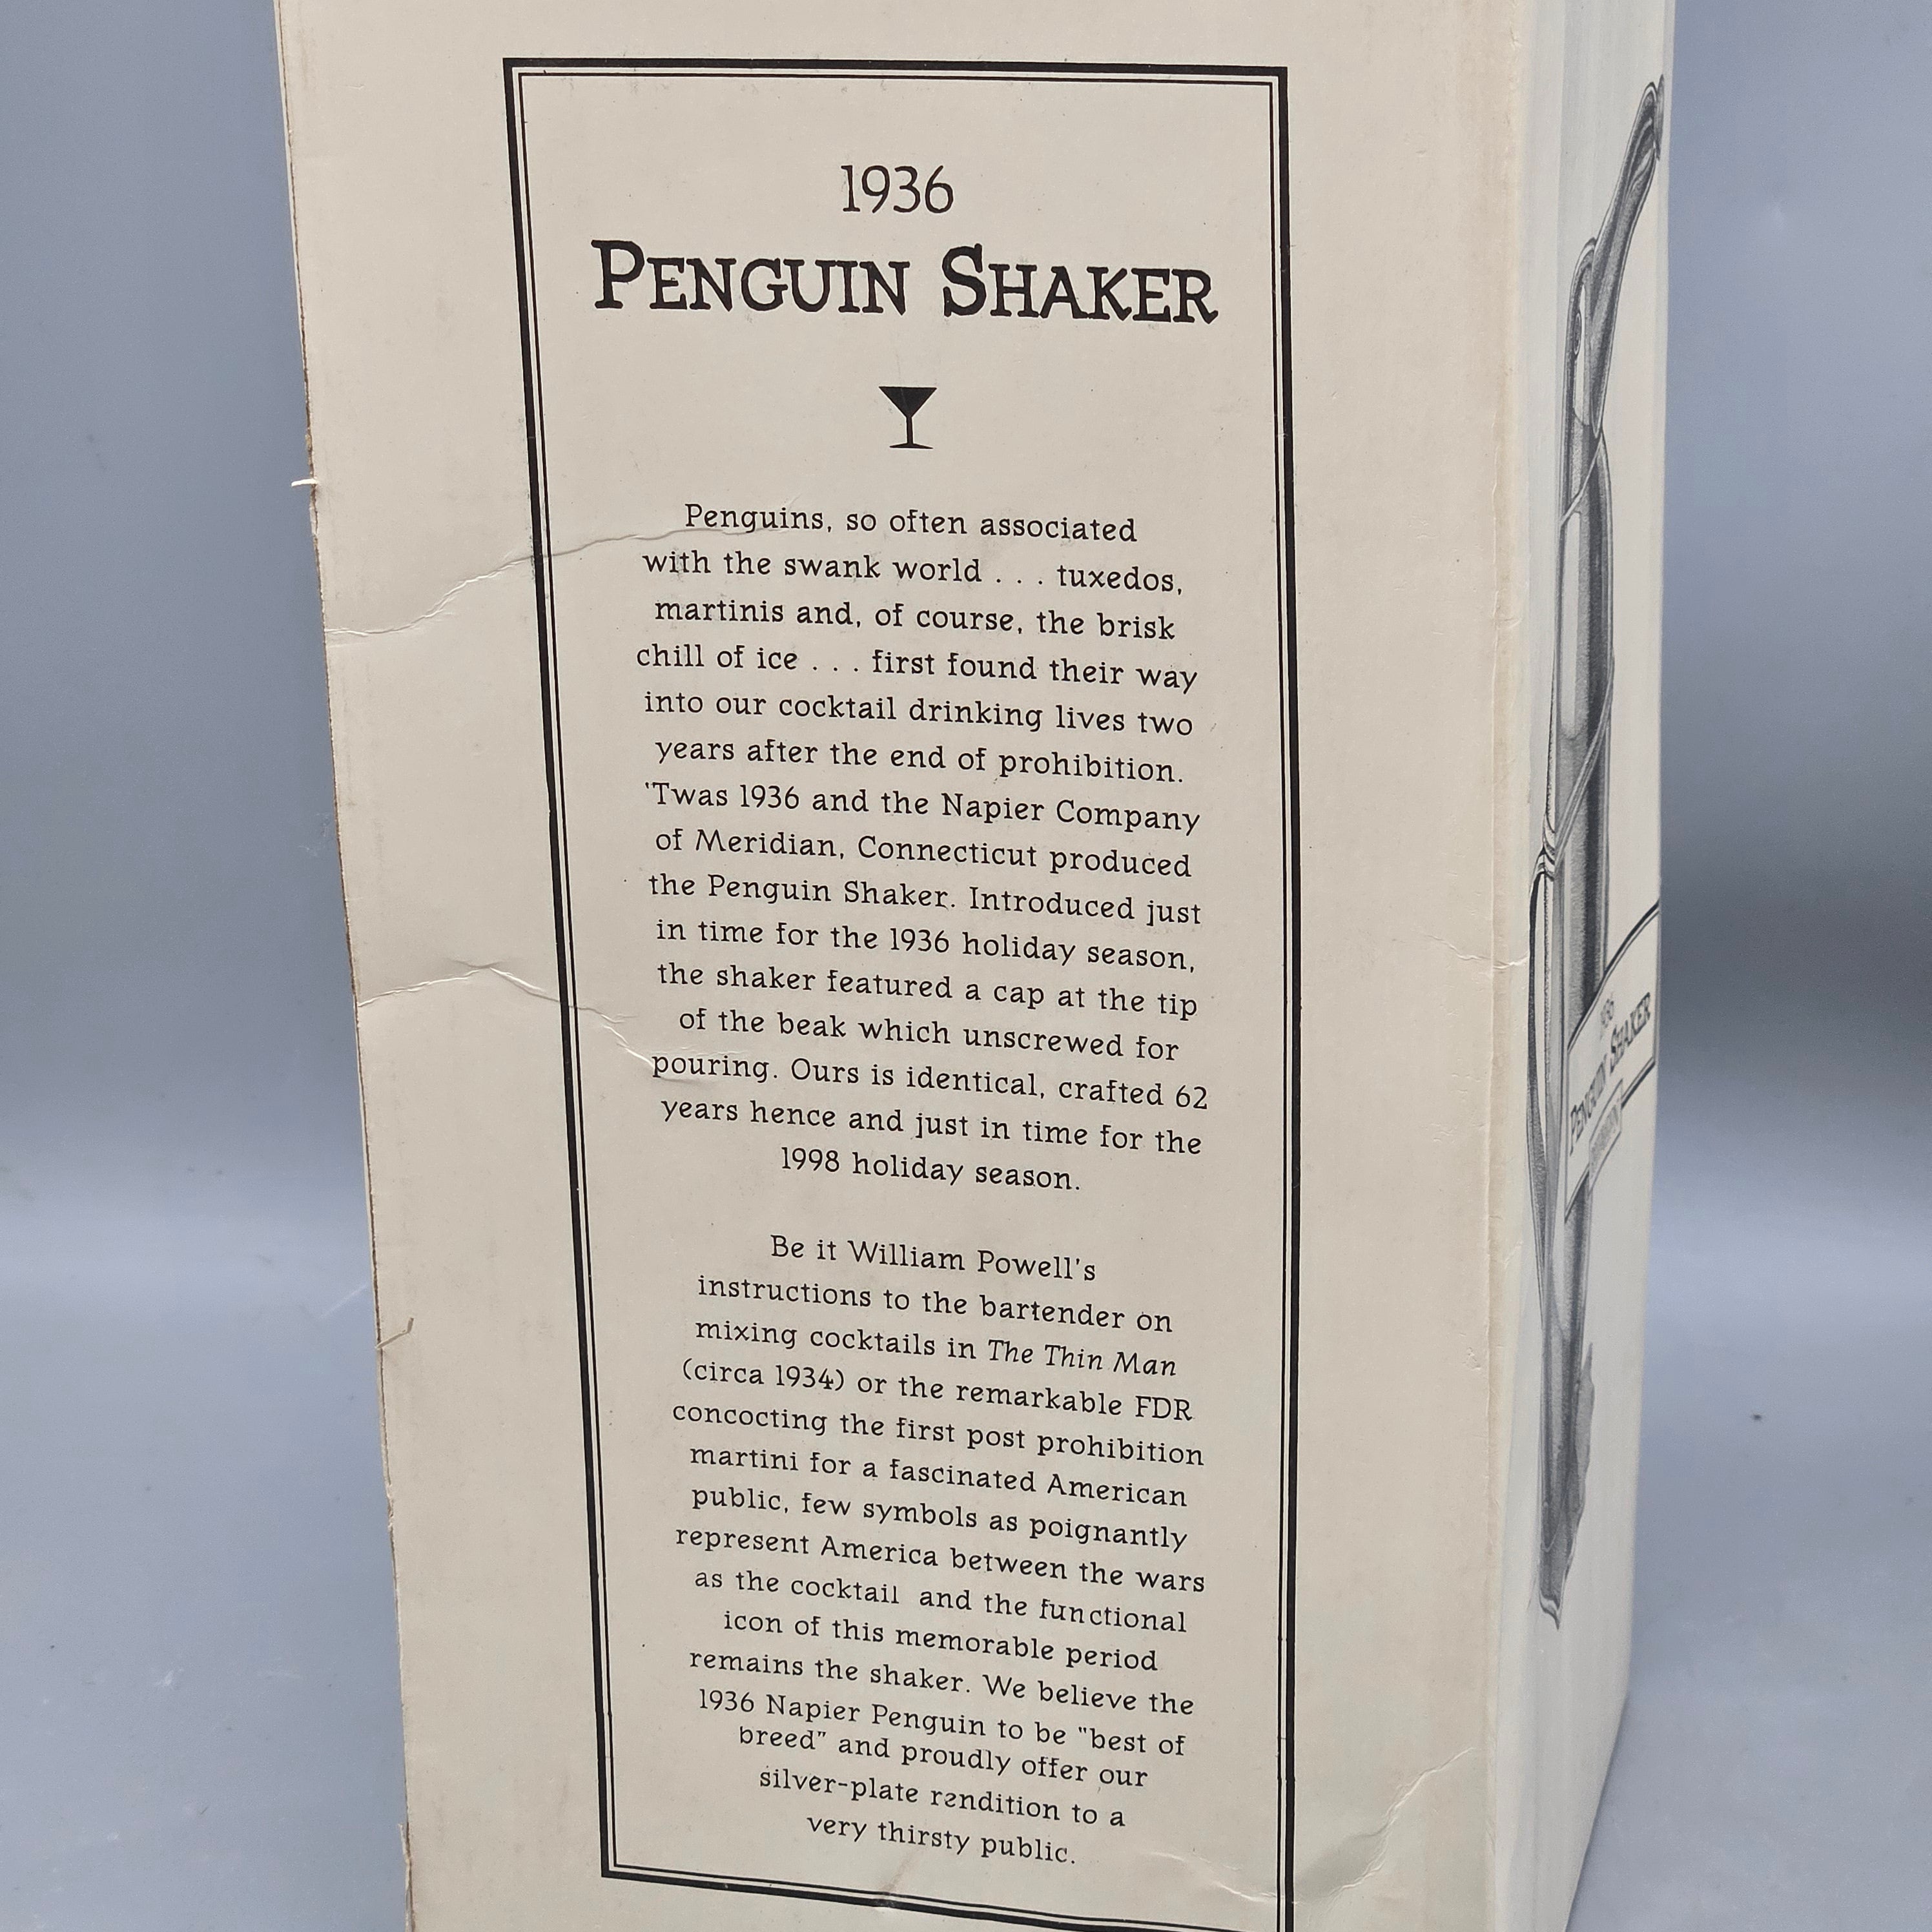 1936
PENGUIN SHAKER
Penguins, so often associated
with the swank world . . . tuxedos,
martinis and, of course, the brisk
chill of ice . . . first found their way
into our cocktail drinking lives two
years after the end of prohibition.
'Twas 1936 and the Napier Company
of Meridian, Connecticut produced
the Penguin Shaker. Introduced just
in time for the 1936 holiday season,
the shaker featured a cap at the tip
of the beak which unscrewed for
pouring. Ours is identical, crafted 62
years hence and just in time for the
1998 holiday season.
Be it William Powell's
instructions to the bartender on
mixing cocktails in The Thin Man
(circa 1934) or the remarkable FDR
concocting the first post prohibition
martini for a fascinated American
public, few symbols as poignantly
represent America between the wars
as the cocktail and the functional
icon of this memorable period
remains the shaker. We believe the
1936 Napier Penguin to be "best of
breed" and proudly offer our
silver-plate rendition to a
very thirsty public.
1936
PENGUIN SHAKER